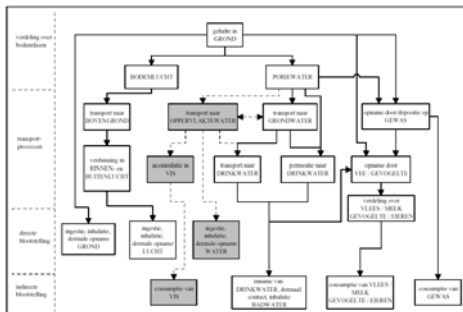 verdeling over
bodemfasen
gehalte in
GROND
BODEMLUCHT
PORIEWATER
transport-
processen
transport naar
BOVENGROND
transport naar
OPPERVLAKTEWATER
transport naar
GRONDWATER
opname door/depositie op
GEWAS
verdunning in
BINNEN- en
BUITENLUCHT
accumulatie in
VIS
transport naar
DRINKWATER
permeatie naar
DRINKWATER
opname door
VEE / GEVOGELTE
verdeling over
VLEES / MELK
GEVOGELTE / EIEREN
directe
blootstelling
ingestie, inhalatie,
dermale opname
GROND
ingestie,
inhalatie,
dermale opname
LUCHT
ingestie,
inhalatie,
dermale opname
WATER
indirecte
blootstelling
consumptie van
VIS
inname van
DRINKWATER, dermaal
contact, inhalatie
BADWATER
consumptie van VLEES /
MELK
GEVOGELTE / EIEREN
consumptie van
GEWAS